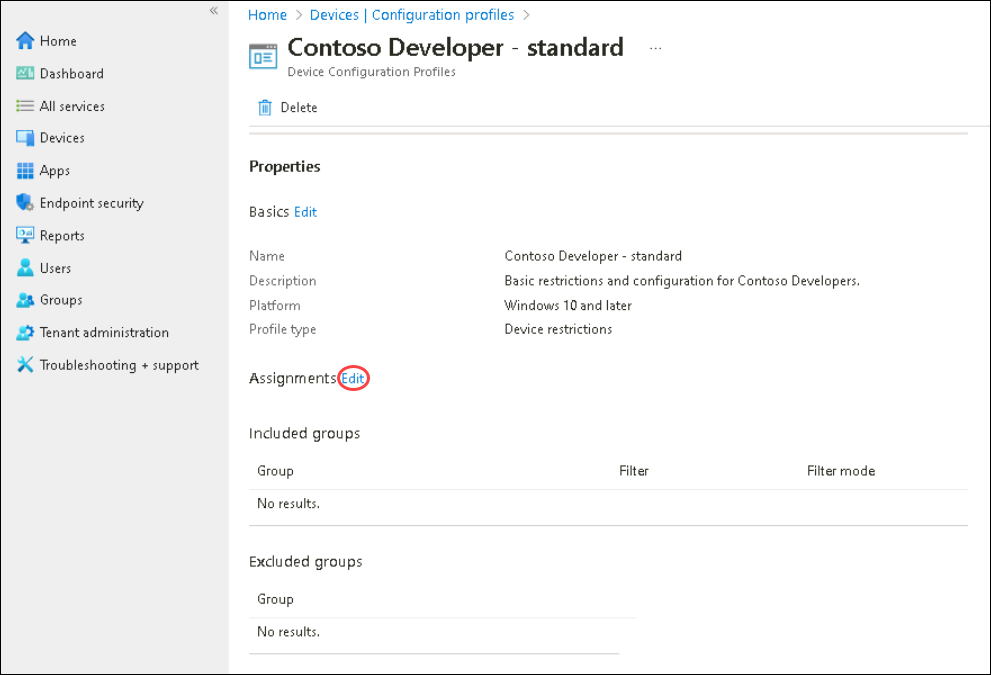 «
Home
Dashboard
All services
Devices
Apps
Endpoint security
Reports
Users
Groups
Tenant administration
Troubleshooting + support
Home > Devices | Configuration profiles >
Contoso Developer - standard ...
Device Configuration Profiles
Delete
Properties
Basics Edit
Name Contoso Developer - standard
Description Basic restrictions and configuration for Contoso Developers.
Platform Windows 10 and later
Profile type Device restrictions
Assignments Edit
Included groups
Group Filter Filter mode
No results.
Excluded groups
Group
No results.